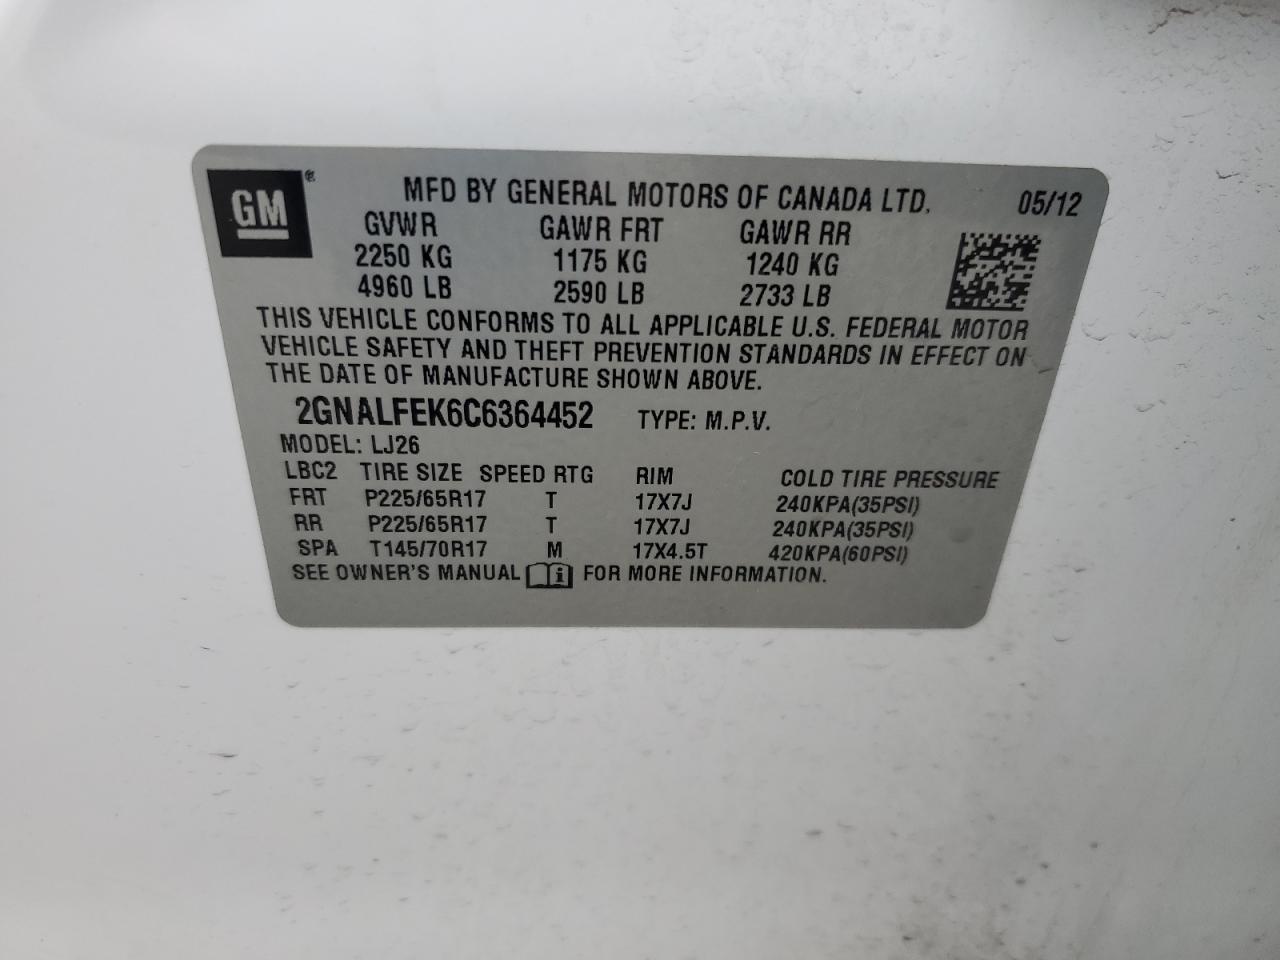 GM ® MFD BY GENERAL MOTORS OF CANADA LTD. 05/12
GVWR GAWR FRT GAWR RR
2250 KG 1175 KG 1240 KG
4960 LB 2590 LB 2733 LB
THIS VEHICLE CONFORMS TO ALL APPLICABLE U.S. FEDERAL MOTOR
VEHICLE SAFETY AND THEFT PREVENTION STANDARDS IN EFFECT ON
THE DATE OF MANUFACTURE SHOWN ABOVE.
2GNALFEK6C6364452 TYPE: M.P.V.
MODEL: LJ26
LBC2 TIRE SIZE SPEED RTG RIM COLD TIRE PRESSURE
FRT P225/65R17 T 17X7J 240KPA(35PSI)
RR P225/65R17 T 17X7J 240KPA(35PSI)
SPA T145/70R17 M 17X4.5T 420KPA(60PSI)
SEE OWNER'S MANUAL i FOR MORE INFORMATION.